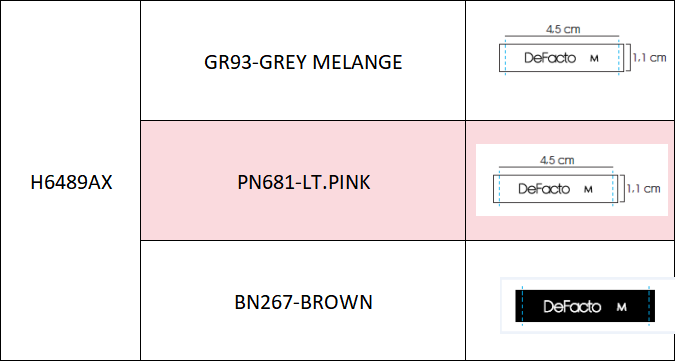 4.5 cm
GR93-GREY MELANGE
DeFacto M
1,1 cm
4.5 cm
H6489AX
PN681-LT.PINK
DeFacto M
1,1 cm
BN267-BROWN
DeFacto M